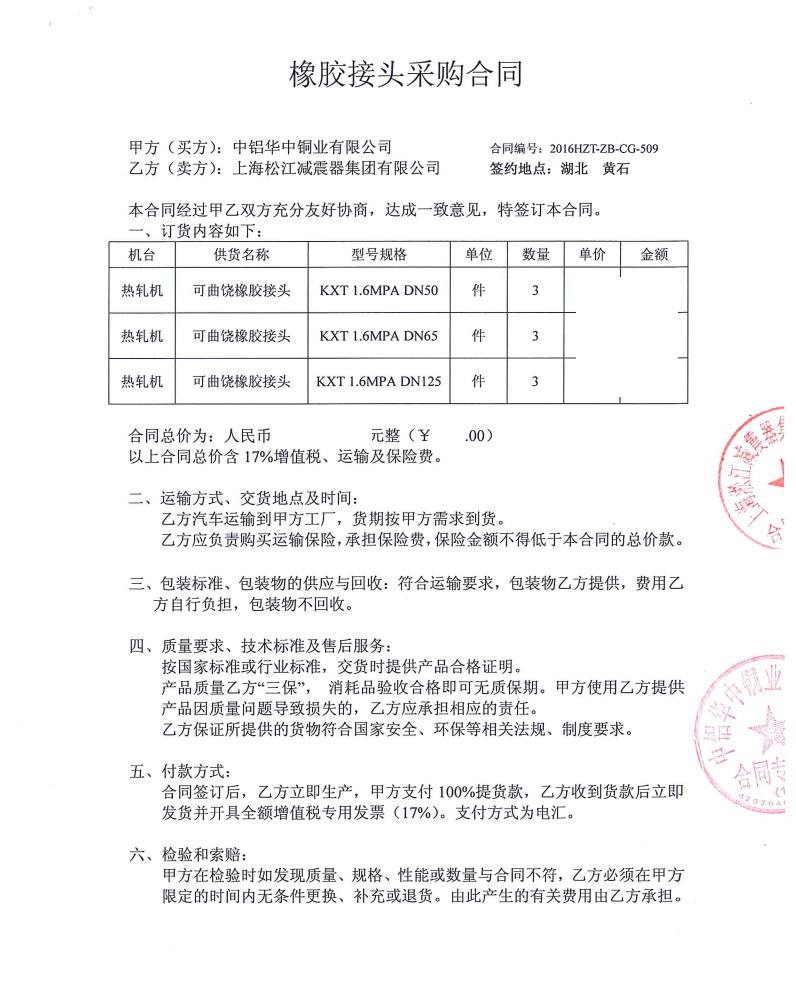 橡胶接头采购合同
甲方（买方）：中铝华中铜业有限公司 合同编号：2016HZT-ZB-CG-509
乙方（卖方）：上海松江减震器集团有限公司 签约地点：湖北 黄石
本合同经过甲乙双方充分友好协商，达成一致意见，特签订本合同。
一、订货内容如下：
机台 供货名称 型号规格 单位 数量 单价 金额
热轧机 可曲饶橡胶接头 KXT 1.6MPA DN50 件 3
热轧机 可曲饶橡胶接头 KXT 1.6MPA DN65 件 3
热轧机 可曲饶橡胶接头 KXT 1.6MPA DN125 件 3
合同总价为：人民币 元整（￥ .00）
以上合同总价含 17%增值税、运输及保险费。
二、运输方式、交货地点及时间：
乙方汽车运输到甲方工厂，货期按甲方需求到货。
乙方应负责购买运输保险，承担保险费，保险金额不得低于本合同的总价款。
三、包装标准、包装物的供应与回收：符合运输要求，包装物乙方提供，费用乙
方自行负担，包装物不回收。
四、质量要求、技术标准及售后服务：
按国家标准或行业标准，交货时提供产品合格证明。
产品质量乙方“三保”， 消耗品验收合格即可无质保期。甲方使用乙方提供
产品因质量问题导致损失的，乙方应承担相应的责任。
乙方保证所提供的货物符合国家安全、环保等相关法规、制度要求。
五、付款方式：
合同签订后，乙方立即生产，甲方支付 100%提货款，乙方收到货款后立即
发货并开具全额增值税专用发票（17%）。支付方式为电汇。
六、检验和索赔：
甲方在检验时如发现质量、规格、性能或数量与合同不符，乙方必须在甲方
限定的时间内无条件更换、补充或退货。由此产生的有关费用由乙方承担。
上海松江减震器集
合
中铝华中铜业
合同专
(1
420204